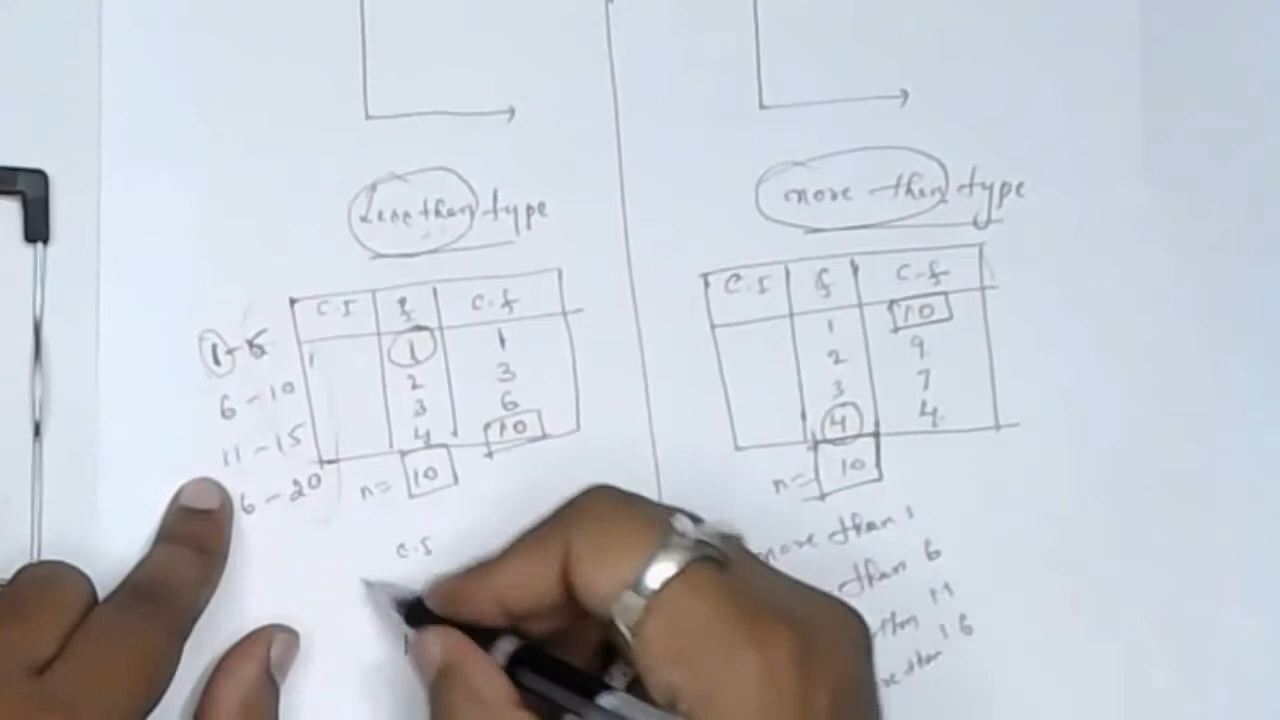 Less than type
C.I f C.f
1-5 1 1
6-10 2 3
11-15 3 6
6-20 4 10
n= 10
C.I
more than type
C.I f C.f
1 10
2 9
3 7
4 4
n= 10
more than 1
than 6
than 11
than 16